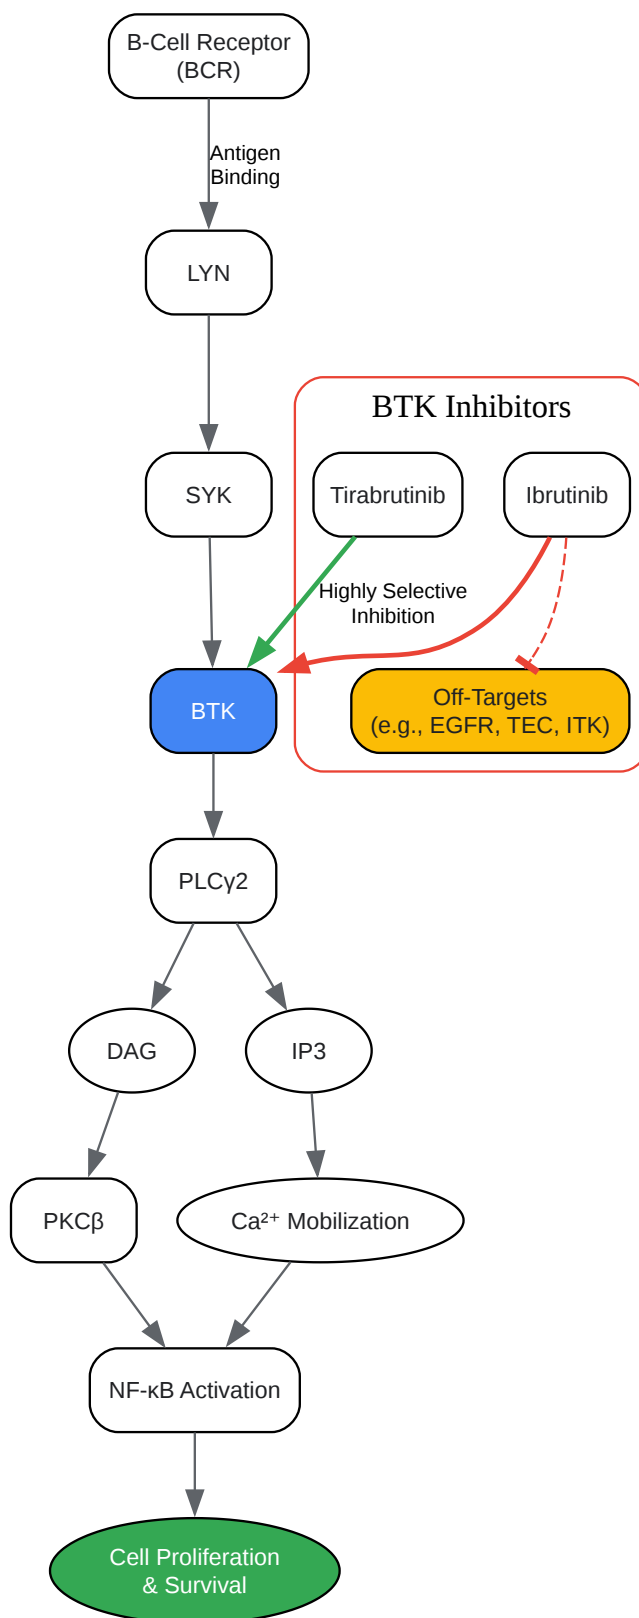 B-Cell Receptor
(BCR)
Antigen
Binding
LYN
BTK Inhibitors
SYK
Tirabrutinib
Ibrutinib
Highly Selective
Inhibition
BTK
Off-Targets
(e.g., EGFR, TEC, ITK)
PLCγ2
DAG
IP3
PKCβ
Ca²⁺ Mobilization
NF-κB Activation
Cell Proliferation
& Survival